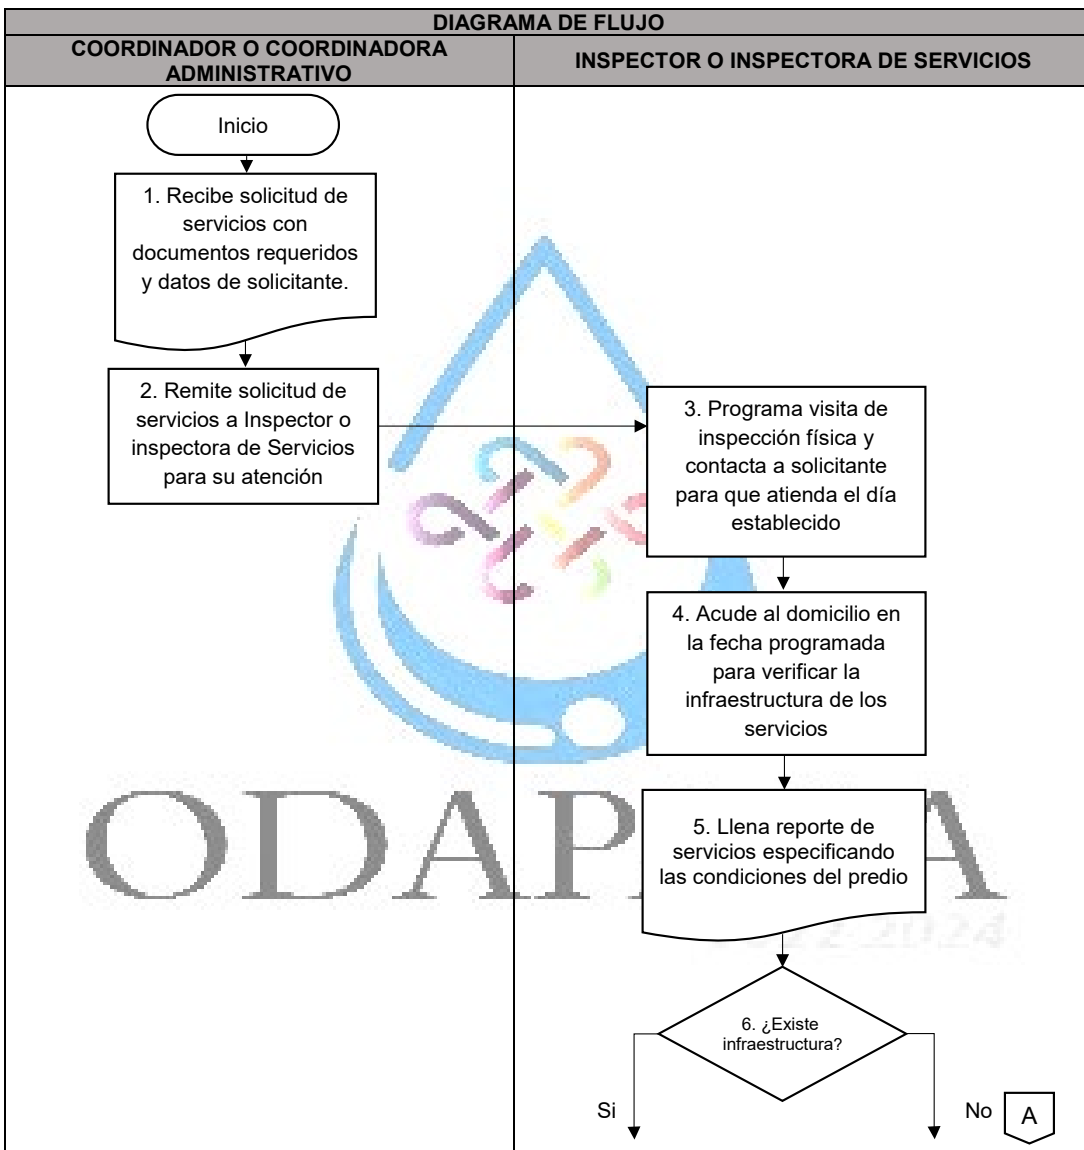 DIAGRAMA DE FLUJO
COORDINADOR O COORDINADORA
ADMINISTRATIVO
INSPECTOR O INSPECTORA DE SERVICIOS
Inicio
1. Recibe solicitud de
servicios con
documentos requeridos
y datos de solicitante.
2. Remite solicitud de
servicios a Inspector o
inspectora de Servicios
para su atención
3. Programa visita de
inspección física y
contacta a solicitante
para que atienda el día
establecido
4. Acude al domicilio en
la fecha programada
para verificar la
infraestructura de los
servicios
5. Llena reporte de
servicios especificando
las condiciones del predio
6. ¿Existe
infraestructura?
Si
No
A